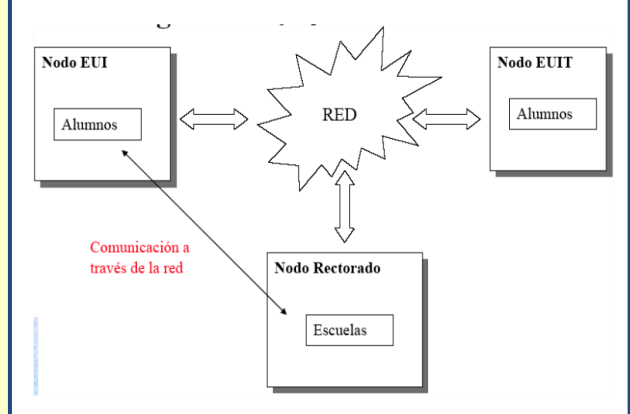 Nodo EUI
Nodo EUIT
Alumnos
RED
Alumnos
Comunicación a
través de la red
Nodo Rectorado
Escuelas